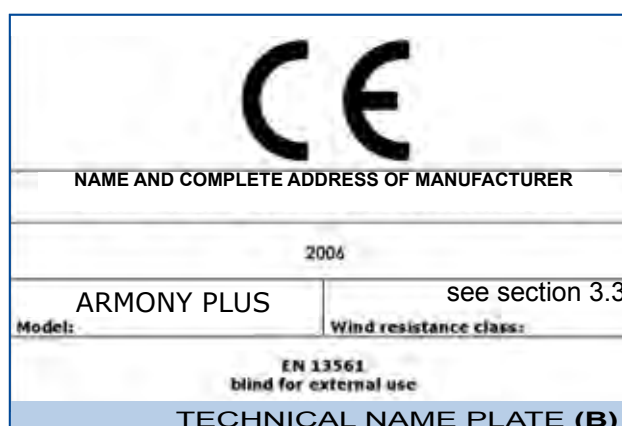 CE
NAME AND COMPLETE ADDRESS OF MANUFACTURER
2006
ARMONY PLUS
see section 3.3
Model:
Wind resistance class:
EN 13561
blind for external use
TECHNICAL NAME PLATE (B)